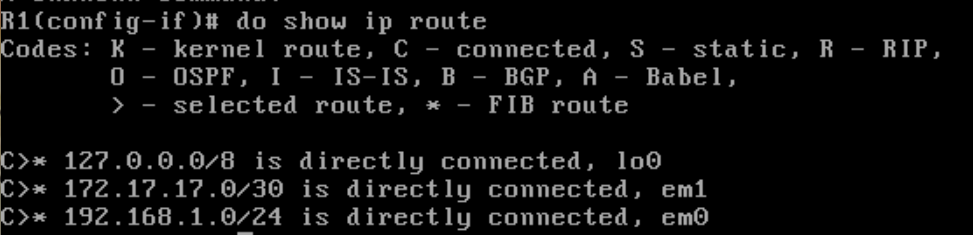 R1(config-if)# do show ip route
Codes: K - kernel route, C - connected, S - static, R - RIP,
       O - OSPF, I - IS-IS, B - BGP, A - Babel,
       > - selected route, * - FIB route

C>* 127.0.0.0/8 is directly connected, lo0
C>* 172.17.17.0/30 is directly connected, em1
C>* 192.168.1.0/24 is directly connected, em0